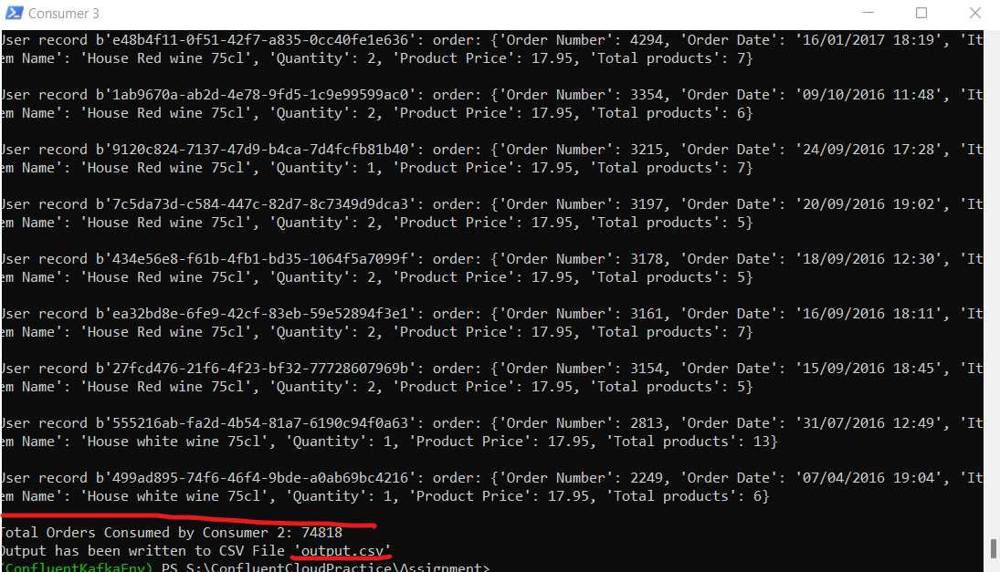 Consumer 3
User record b'e48b4f11-0f51-42f7-a835-0cc40fe1e636': order: {'Order Number': 4294, 'Order Date': '16/01/2017 18:19', 'It
em Name': 'House Red wine 75cl', 'Quantity': 2, 'Product Price': 17.95, 'Total products': 7}
User record b'1ab9670a-ab2d-4e78-9fd5-1c9e99599ac0': order: {'Order Number': 3354, 'Order Date': '09/10/2016 11:48', 'It
em Name': 'House Red wine 75cl', 'Quantity': 2, 'Product Price': 17.95, 'Total products': 6}
User record b'9120c824-7137-47d9-b4ca-7d4fcfb81b40': order: {'Order Number': 3215, 'Order Date': '24/09/2016 17:28', 'It
em Name': 'House Red wine 75cl', 'Quantity': 1, 'Product Price': 17.95, 'Total products': 7}
User record b'7c5da73d-c584-447c-82d7-8c7349d9dca3': order: {'Order Number': 3197, 'Order Date': '20/09/2016 19:02', 'It
em Name': 'House Red wine 75cl', 'Quantity': 2, 'Product Price': 17.95, 'Total products': 5}
User record b'434e56e8-f61b-4fb1-bd35-1064f5a7099f': order: {'Order Number': 3178, 'Order Date': '18/09/2016 12:30', 'It
em Name': 'House Red wine 75cl', 'Quantity': 2, 'Product Price': 17.95, 'Total products': 5}
User record b'ea32bd8e-6fe9-42cf-83eb-59e52894f3e1': order: {'Order Number': 3161, 'Order Date': '16/09/2016 18:11', 'It
em Name': 'House Red wine 75cl', 'Quantity': 2, 'Product Price': 17.95, 'Total products': 7}
User record b'27fcd476-21f6-4f23-bf32-77728607969b': order: {'Order Number': 3154, 'Order Date': '15/09/2016 18:45', 'It
em Name': 'House Red wine 75cl', 'Quantity': 2, 'Product Price': 17.95, 'Total products': 5}
User record b'555216ab-fa2d-4b54-81a7-6190c94f0a63': order: {'Order Number': 2813, 'Order Date': '31/07/2016 12:49', 'It
em Name': 'House white wine 75cl', 'Quantity': 1, 'Product Price': 17.95, 'Total products': 13}
User record b'499ad895-74f6-46f4-9bde-a0ab69bc4216': order: {'Order Number': 2249, 'Order Date': '07/04/2016 19:04', 'It
em Name': 'House white wine 75cl', 'Quantity': 1, 'Product Price': 17.95, 'Total products': 6}
Total Orders Consumed by Consumer 2: 74818
Output has been written to CSV File 'output.csv'
(ConfluentKafkaEnv) PS S:\ConfluentCloudPractice\Assignment>